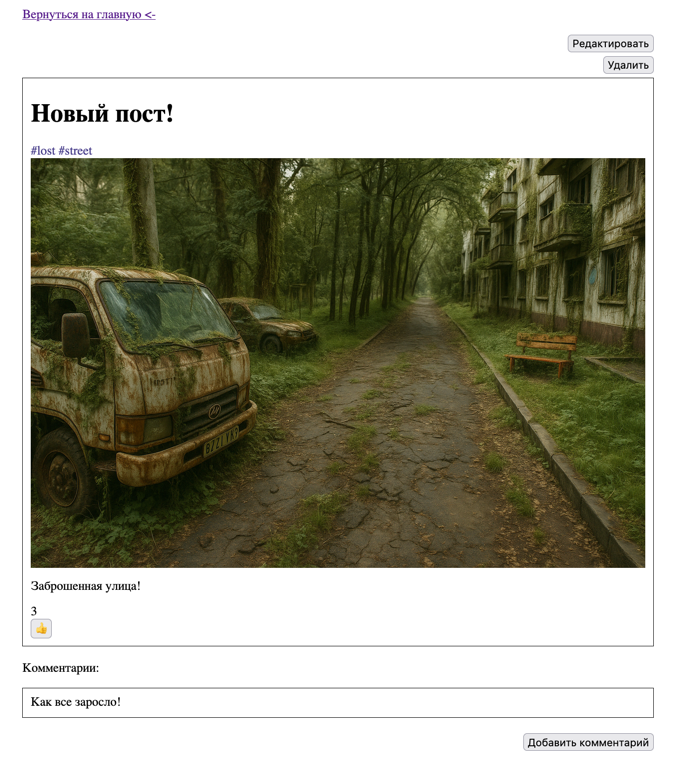 Вернуться на главную <-
Редактировать
Удалить
Новый пост!
#lost #street
Заброшенная улица!
3
Комментарии:
Как все заросло!
Добавить комментарий